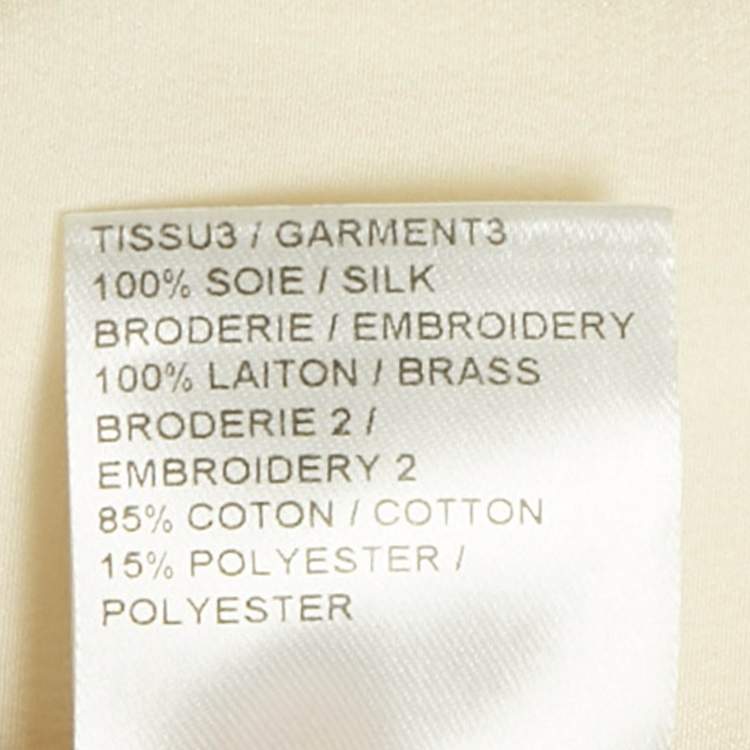 TISSU3 / GARMENT3
100% SOIE / SILK
BRODERIE / EMBROIDERY
100% LAITON / BRASS
BRODERIE 2 /
EMBROIDERY 2
85% COTON / COTTON
15% POLYESTER /
POLYESTER